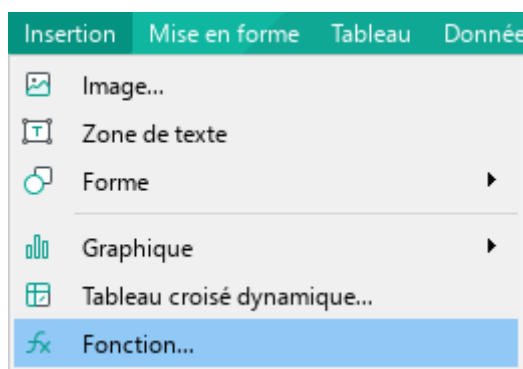 Insertion Mise en forme Tableau Donnée
Image...
Zone de texte
Forme
Graphique
Tableau croisé dynamique...
Fonction...